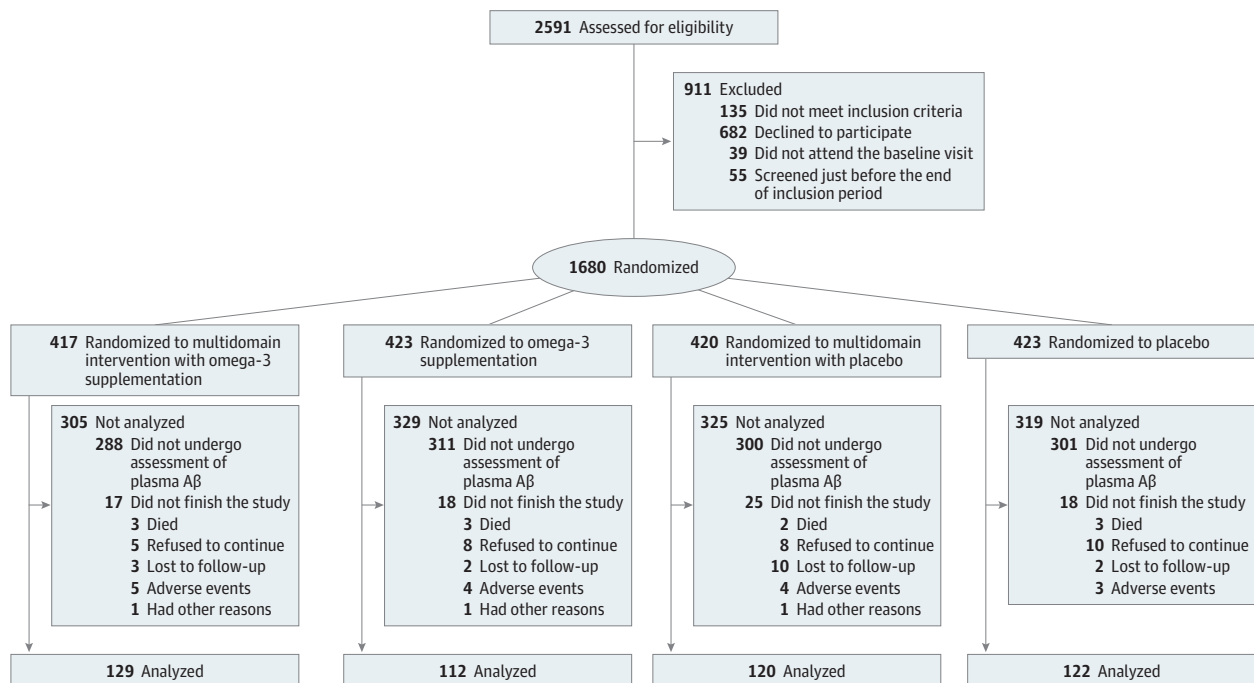 2591 Assessed for eligibility
911 Excluded
135 Did not meet inclusion criteria
682 Declined to participate
39 Did not attend the baseline visit
55 Screened just before the end
of inclusion period
1680 Randomized
417 Randomized to multidomain
intervention with omega-3
supplementation
423 Randomized to omega-3
supplementation
420 Randomized to multidomain
intervention with placebo
423 Randomized to placebo
305 Not analyzed
288 Did not undergo
assessment of
plasma Aβ
17 Did not finish the study
3 Died
5 Refused to continue
3 Lost to follow-up
5 Adverse events
1 Had other reasons
329 Not analyzed
311 Did not undergo
assessment of
plasma Aβ
18 Did not finish the study
3 Died
8 Refused to continue
2 Lost to follow-up
4 Adverse events
1 Had other reasons
325 Not analyzed
300 Did not undergo
assessment of
plasma Aβ
25 Did not finish the study
2 Died
8 Refused to continue
10 Lost to follow-up
4 Adverse events
1 Had other reasons
319 Not analyzed
301 Did not undergo
assessment of
plasma Aβ
18 Did not finish the study
3 Died
10 Refused to continue
2 Lost to follow-up
3 Adverse events
129 Analyzed
112 Analyzed
120 Analyzed
122 Analyzed